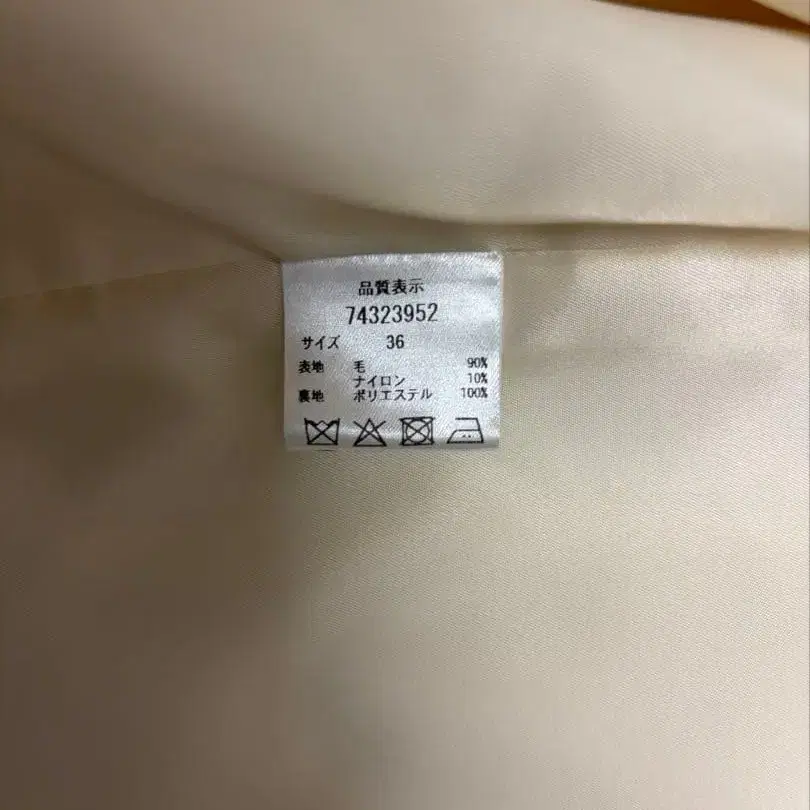 品質表示
74323952
サイズ 36
表地 毛 90%
ナイロン 10%
裏地 ポリエステル 100%